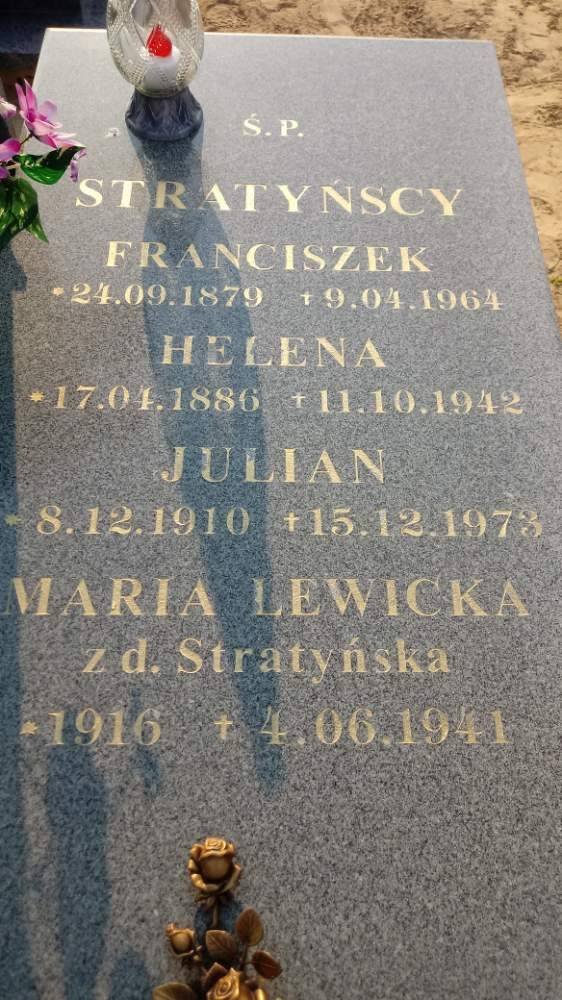 Ś.P.
STRATYŃSCY
FRANCISZEK
*24.09.1879 †9.04.1964
HELENA
*17.04.1886 †11.10.1942
JULIAN
*8.12.1910 †15.12.1973
MARIA LEWICKA
z d. Stratyńska
*1916 † 4.06.1941